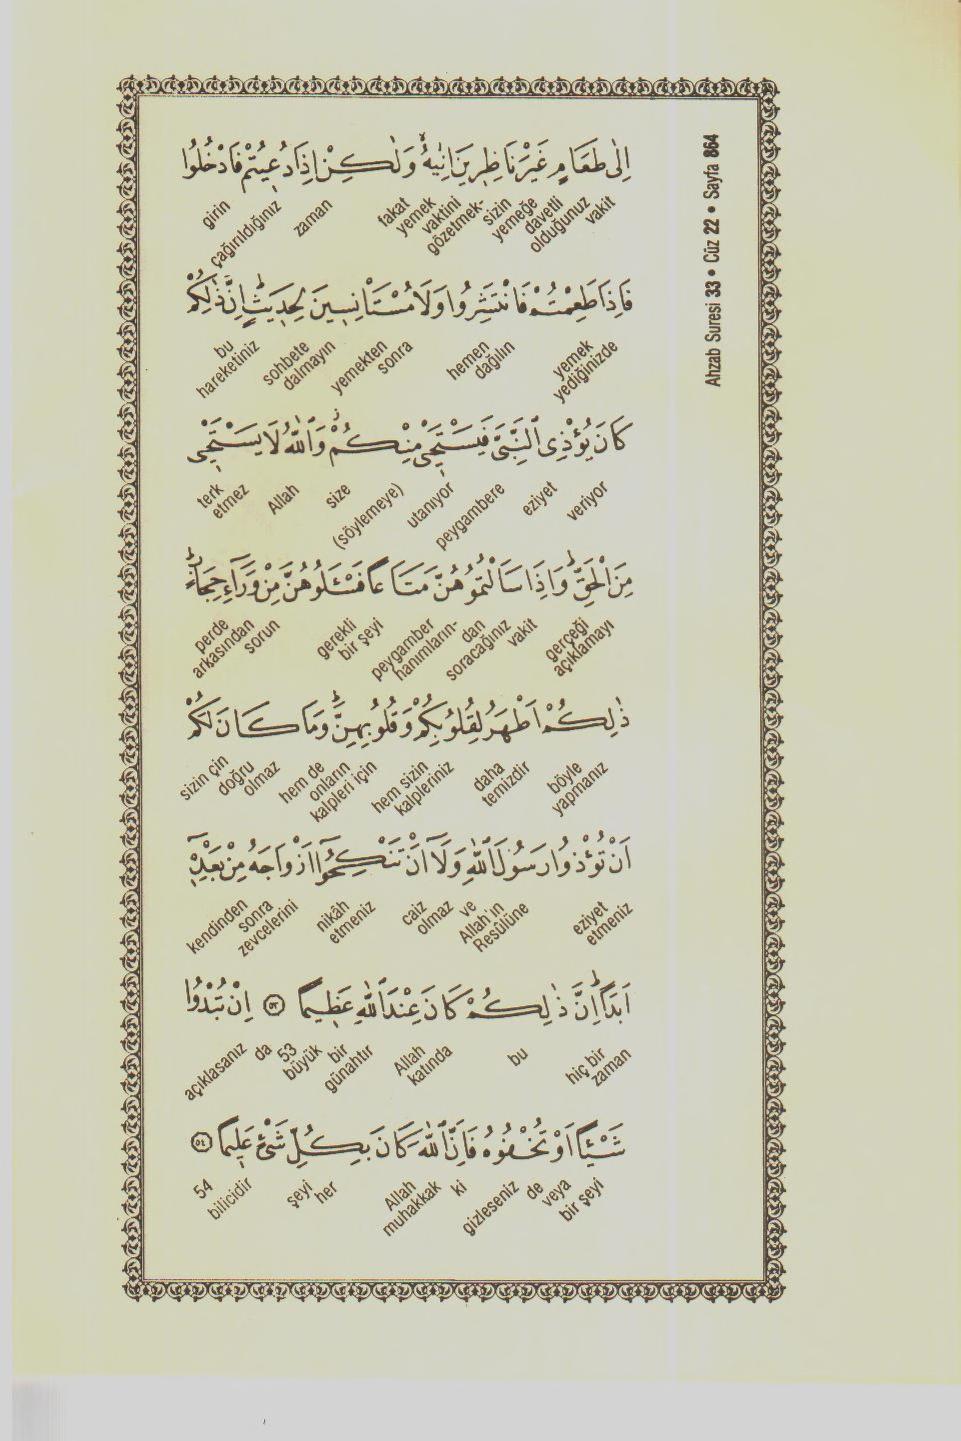 Ahzab Suresi 33 • Cüz 22 • Sayfa 864
اِلٰى طَعَامٍ غَيْرَ نَاظِرٖينَ اِنٰيهُۙ وَلٰكِنْ اِذَا دُعٖيتُمْ فَادْخُلُوا
vakit yemeğe davetli olduğunuz sizin yemek vaktini gözetmek- fakat zaman çağırıldığınız girin
فَاِذَا طَعِمْتُمْ فَانْتَشِرُوا وَلَا مُسْتَأْنِسٖينَ لِحَدٖيثٍۜ اِنَّ ذٰلِكُمْ
yemek yediğinizde hemen dağılın yemekten sonra sohbete dalmayın bu hareketiniz
كَانَ يُؤْذِى النَّبِىَّ فَيَسْتَحْيٖ مِنْكُمْۘ وَاللّٰهُ لَا يَسْتَحْيٖ
veriyor eziyet peygambere utanıyor (söylemeye) size Allah terk etmez
مِنَ الْحَقِّۜ وَاِذَا سَاَلْتُمُوهُنَّ مَتَاعًا فَسْـَٔلُوهُنَّ مِنْ وَرَٓاءِ حِجَابٍۜ
gerçeği açıklamayı vakit peygamber hanımların- dan soracağınız gerekli bir şeyi sorun perde arkasından
ذٰلِكُمْ اَطْهَرُ لِقُلُوبِكُمْ وَقُلُوبِهِنَّۜ وَمَا كَانَ لَكُمْ
böyle yapmanız daha temizdir hem sizin kalpleriniz hem de onların kalpleri için doğru olmaz sizin çin
اَنْ تُؤْذُوا رَسُولَ اللّٰهِ وَلَٓا اَنْ تَنْكِحُٓوا اَزْوَاجَهُ مِنْ بَعْدِهٖٓ
eziyet etmeniz Allah'ın Resûlüne ve caiz olmaz nikâh etmeniz zevcelerini kendinden sonra
اَبَدًاۜ اِنَّ ذٰلِكُمْ كَانَ عِنْدَ اللّٰهِ عَظٖيمًا ﴿٥٣﴾ اِنْ تُبْدُوا
hiç bir zaman bu Allah katında bir günahtır büyük 53 da açıklasanız
شَيْـًٔا اَوْ تُخْفُوهُ فَاِنَّ اللّٰهَ كَانَ بِكُلِّ شَىْءٍ عَلٖيمًا ﴿٥٤﴾
bir şeyi veya de gizleseniz ki Allah muhakkak her şeyi bilicidir 54